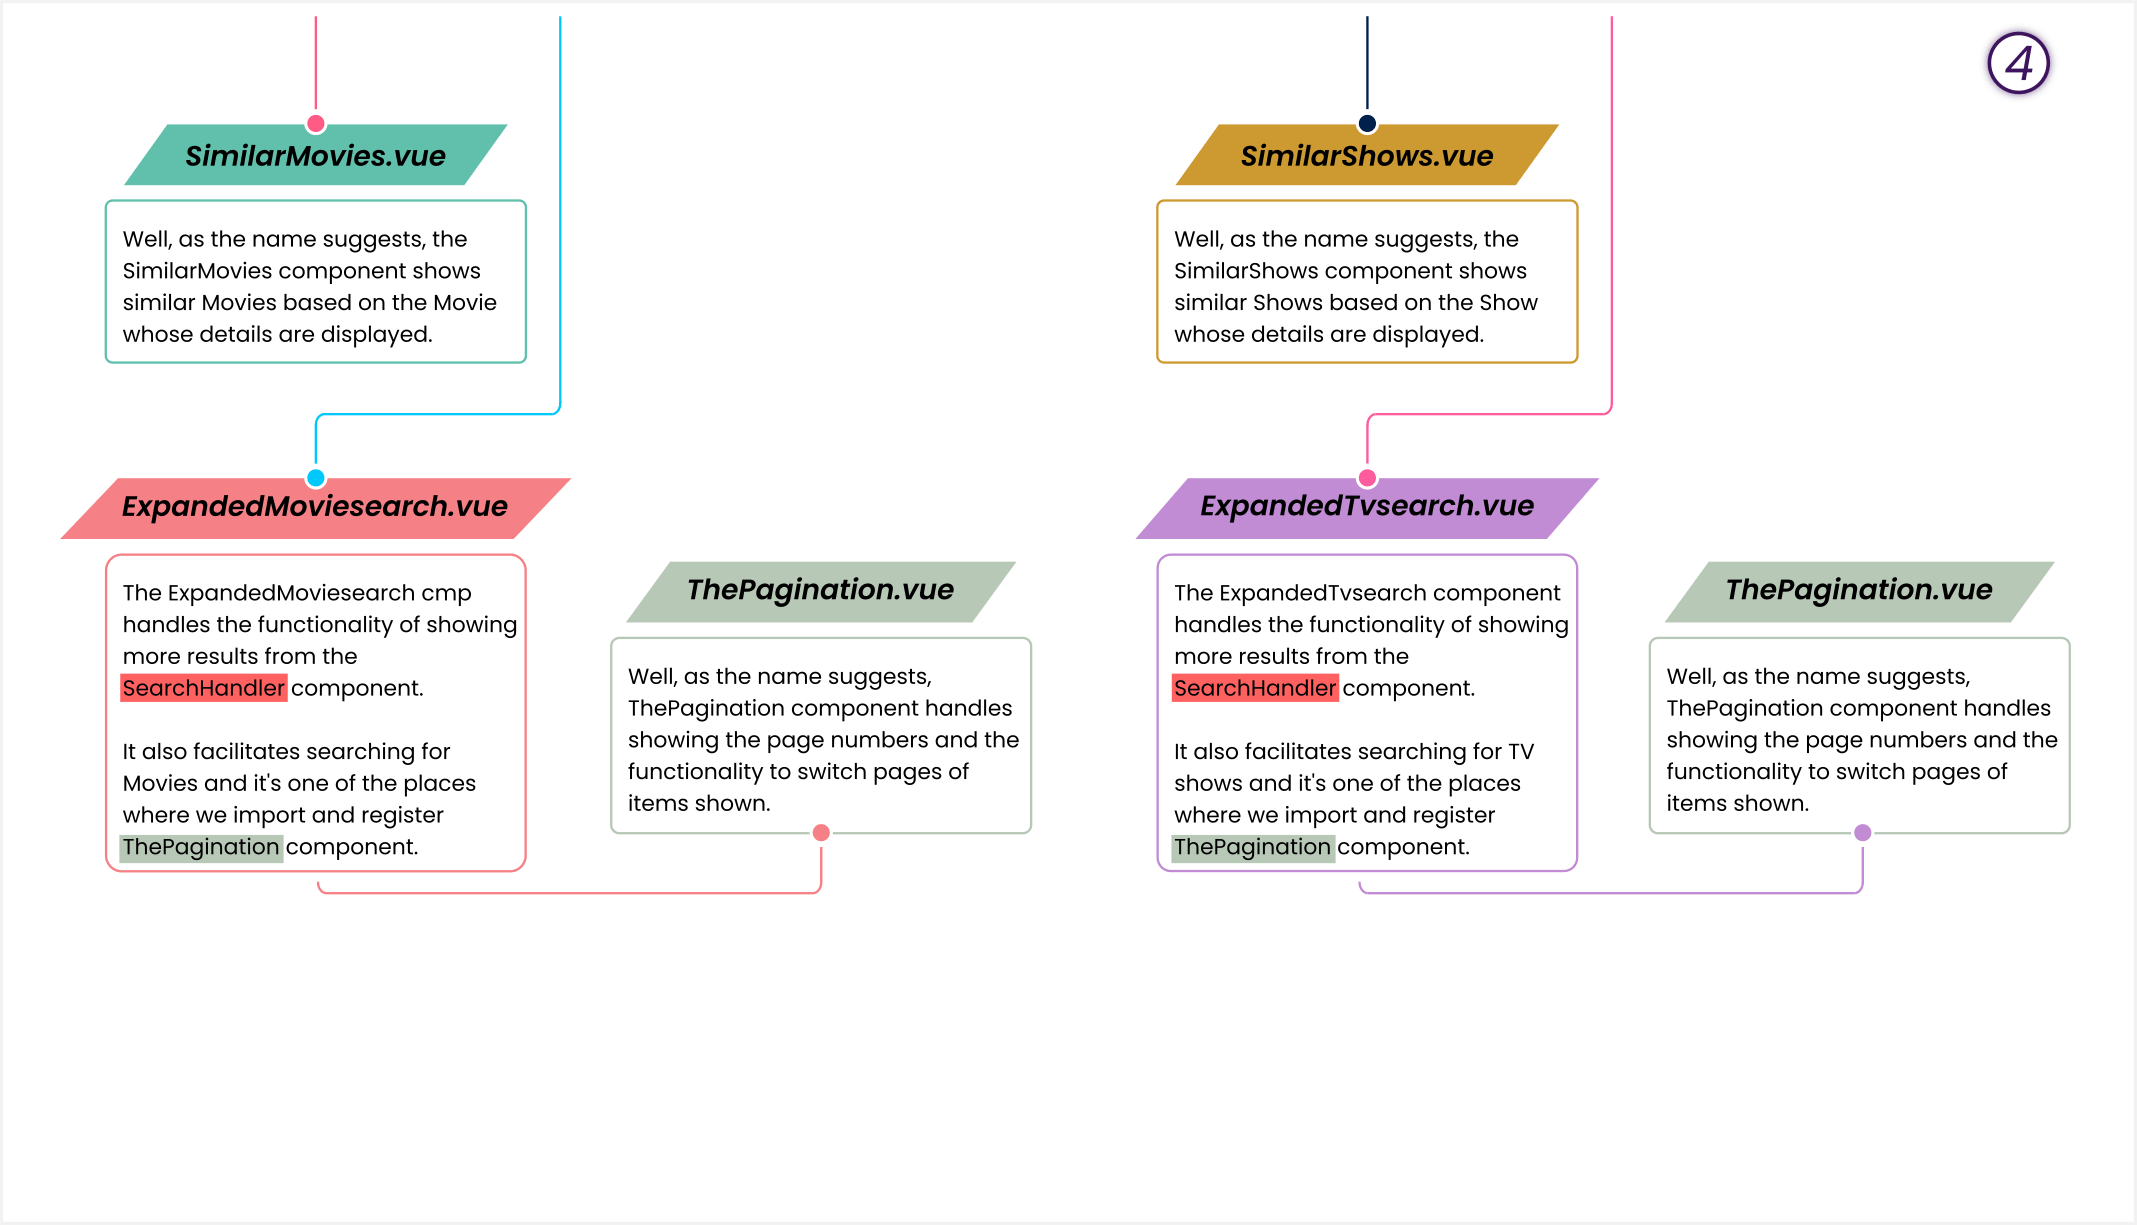 4
SimilarMovies.vue
Well, as the name suggests, the
SimilarMovies component shows
similar Movies based on the Movie
whose details are displayed.
SimilarShows.vue
Well, as the name suggests, the
SimilarShows component shows
similar Shows based on the Show
whose details are displayed.
ExpandedMoviesearch.vue
The ExpandedMoviesearch cmp
handles the functionality of showing
more results from the
SearchHandler component.
It also facilitates searching for
Movies and it's one of the places
where we import and register
ThePagination component.
ThePagination.vue
Well, as the name suggests,
ThePagination component handles
showing the page numbers and the
functionality to switch pages of
items shown.
ExpandedTvsearch.vue
The ExpandedTvsearch component
handles the functionality of showing
more results from the
SearchHandler component.
It also facilitates searching for TV
shows and it's one of the places
where we import and register
ThePagination component.
ThePagination.vue
Well, as the name suggests,
ThePagination component handles
showing the page numbers and the
functionality to switch pages of
items shown.